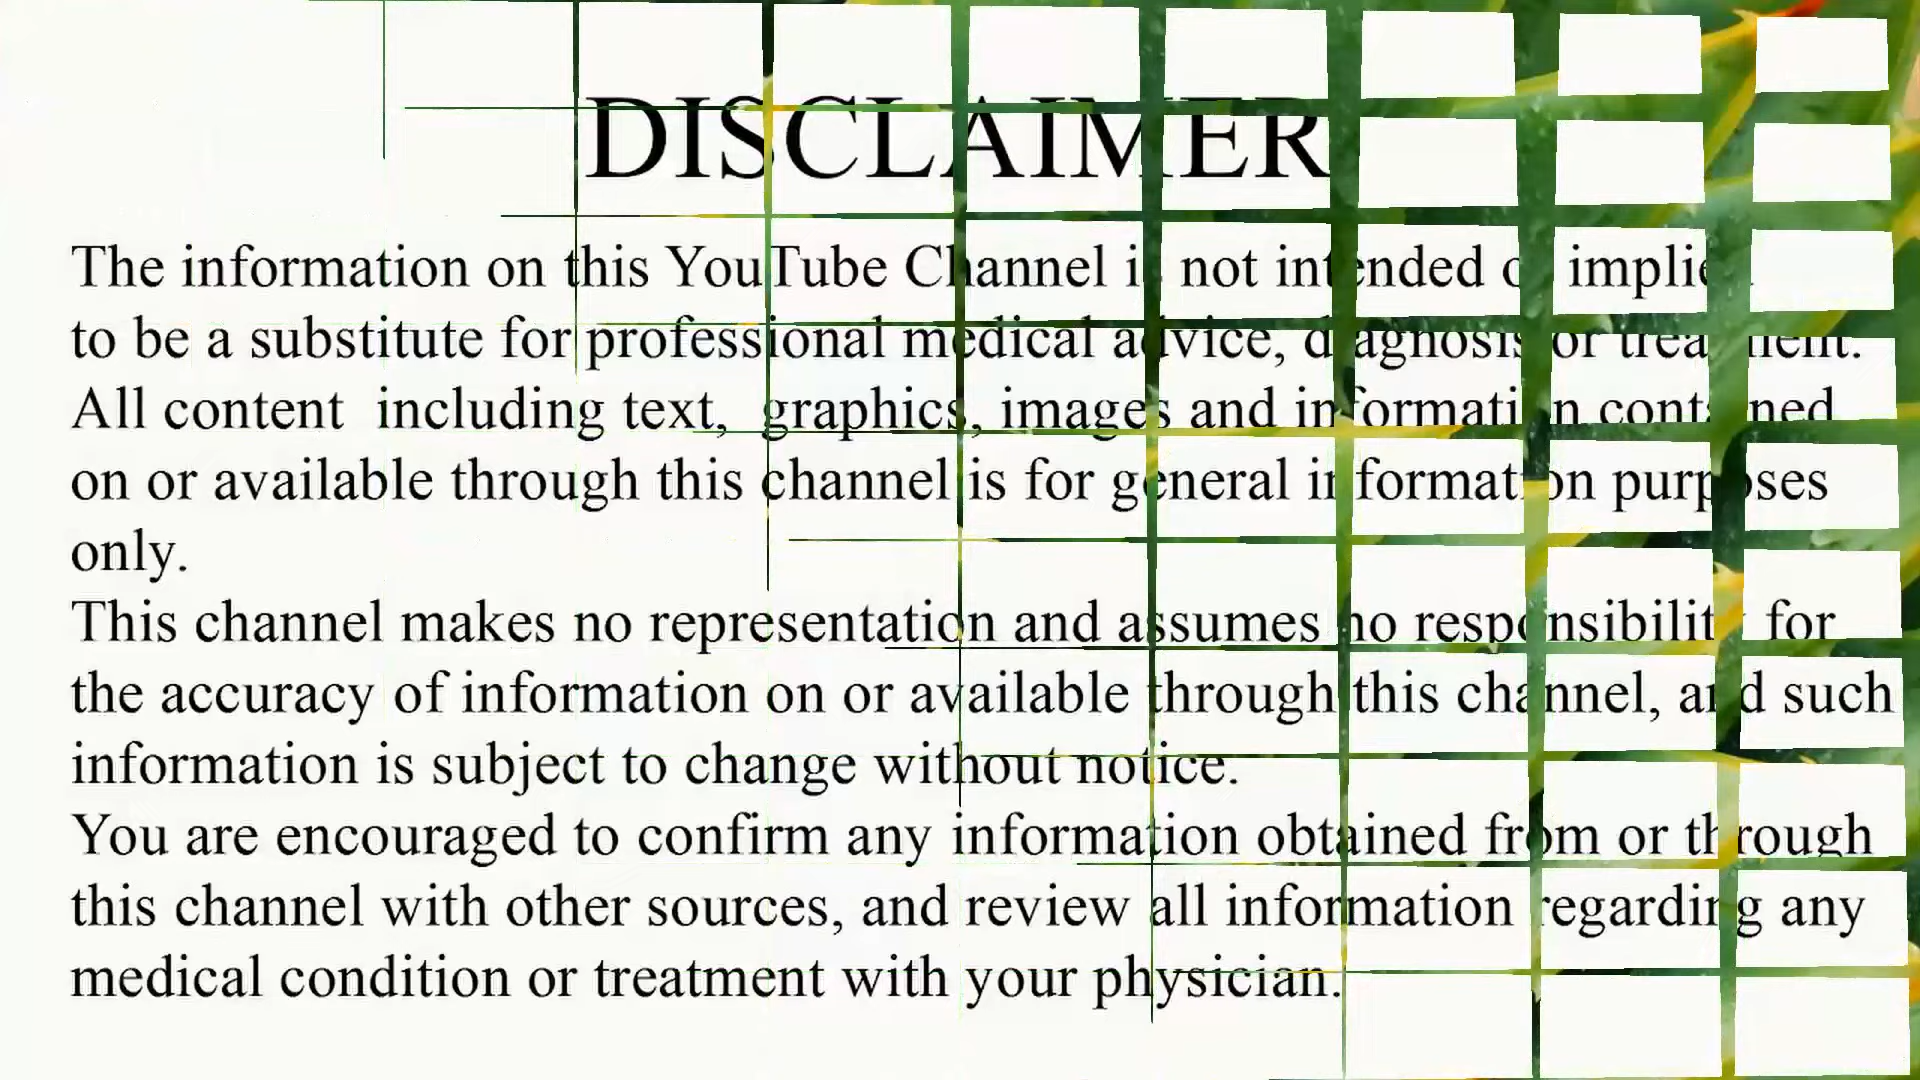 DISCLAIMER
The information on this YouTube Channel is not intended or implied
to be a substitute for professional medical advice, diagnosis or treatment.
All content including text, graphics, images and information contained
on or available through this channel is for general information purposes
only.
This channel makes no representation and assumes no responsibility for
the accuracy of information on or available through this channel, and such
information is subject to change without notice.
You are encouraged to confirm any information obtained from or through
this channel with other sources, and review all information regarding any
medical condition or treatment with your physician.